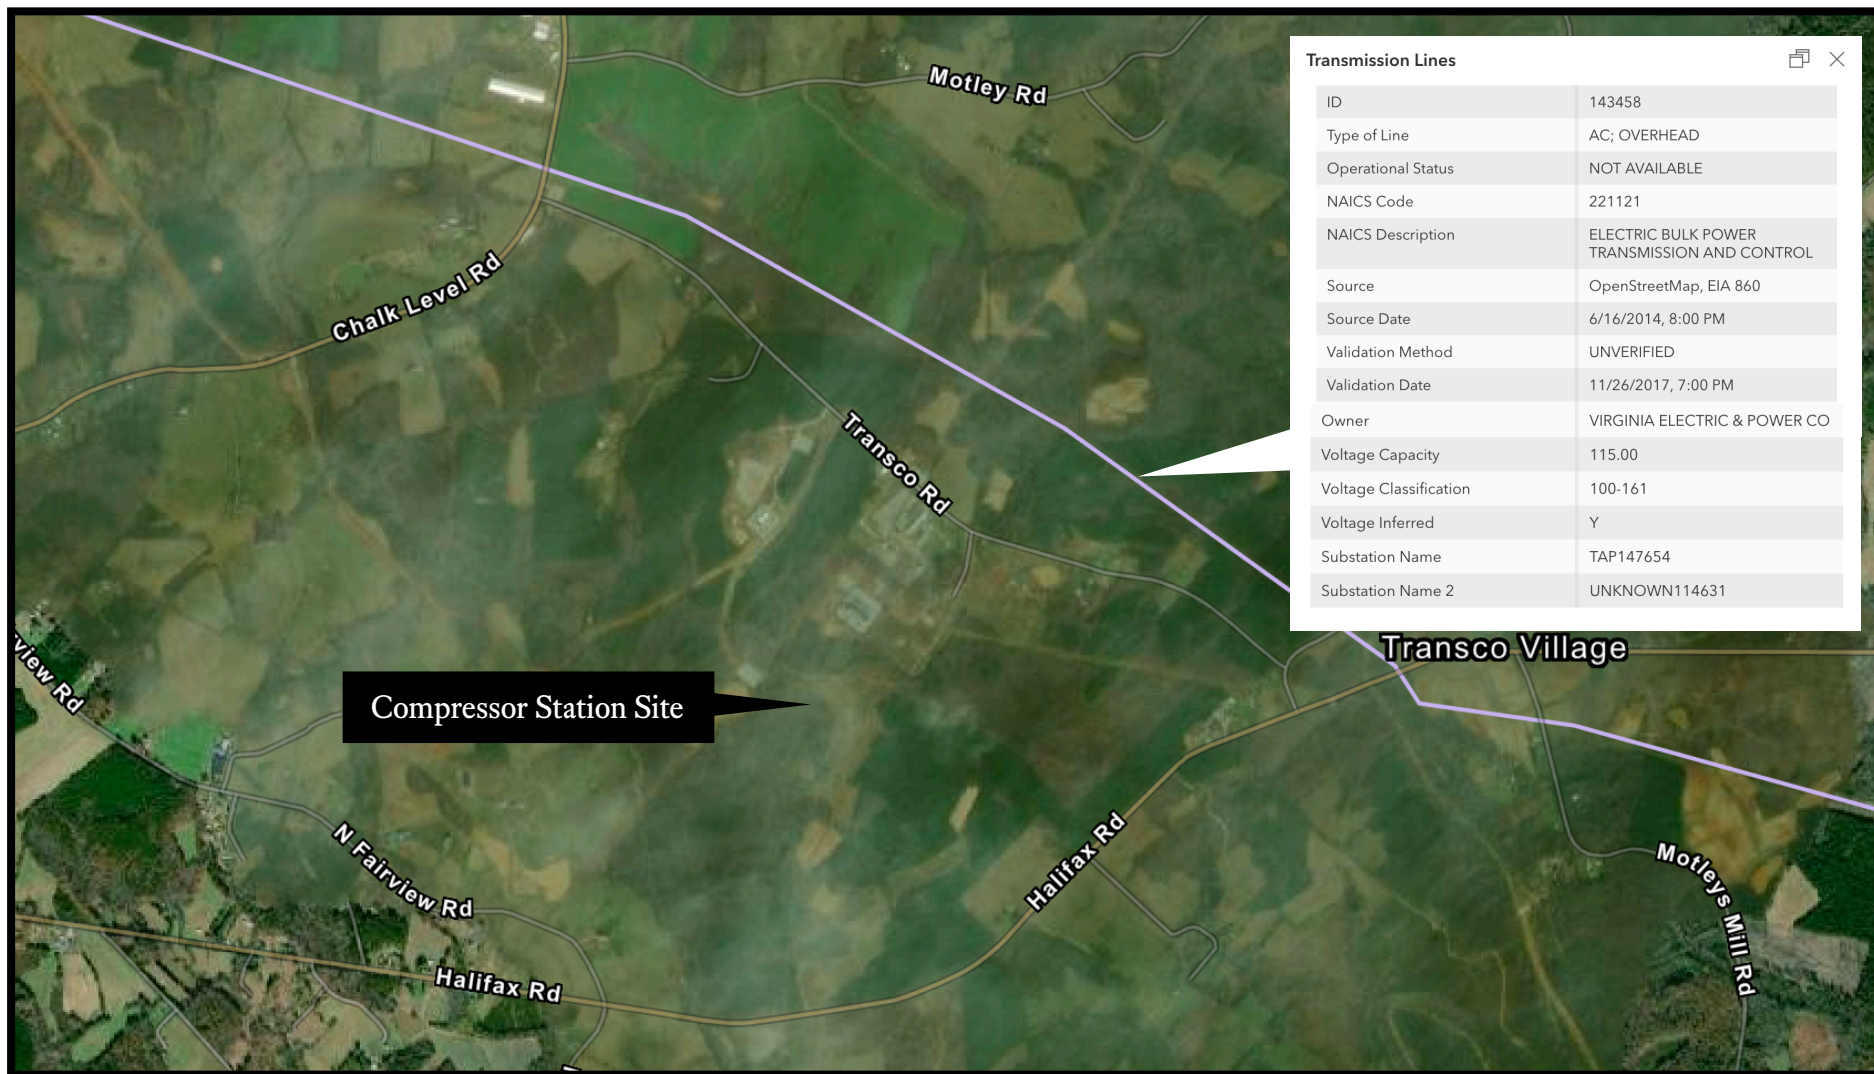 Motley Rd
Chalk Level Rd
Transco Rd
Compressor Station Site
view Rd
N Fairview Rd
Halifax Rd
Halifax Rd
Transco Village
Motleys Mill Rd
Transmission Lines
ID 143458
Type of Line AC; OVERHEAD
Operational Status NOT AVAILABLE
NAICS Code 221121
NAICS Description ELECTRIC BULK POWER
TRANSMISSION AND CONTROL
Source OpenStreetMap, EIA 860
Source Date 6/16/2014, 8:00 PM
Validation Method UNVERIFIED
Validation Date 11/26/2017, 7:00 PM
Owner VIRGINIA ELECTRIC & POWER CO
Voltage Capacity 115.00
Voltage Classification 100-161
Voltage Inferred Y
Substation Name TAP147654
Substation Name 2 UNKNOWN114631